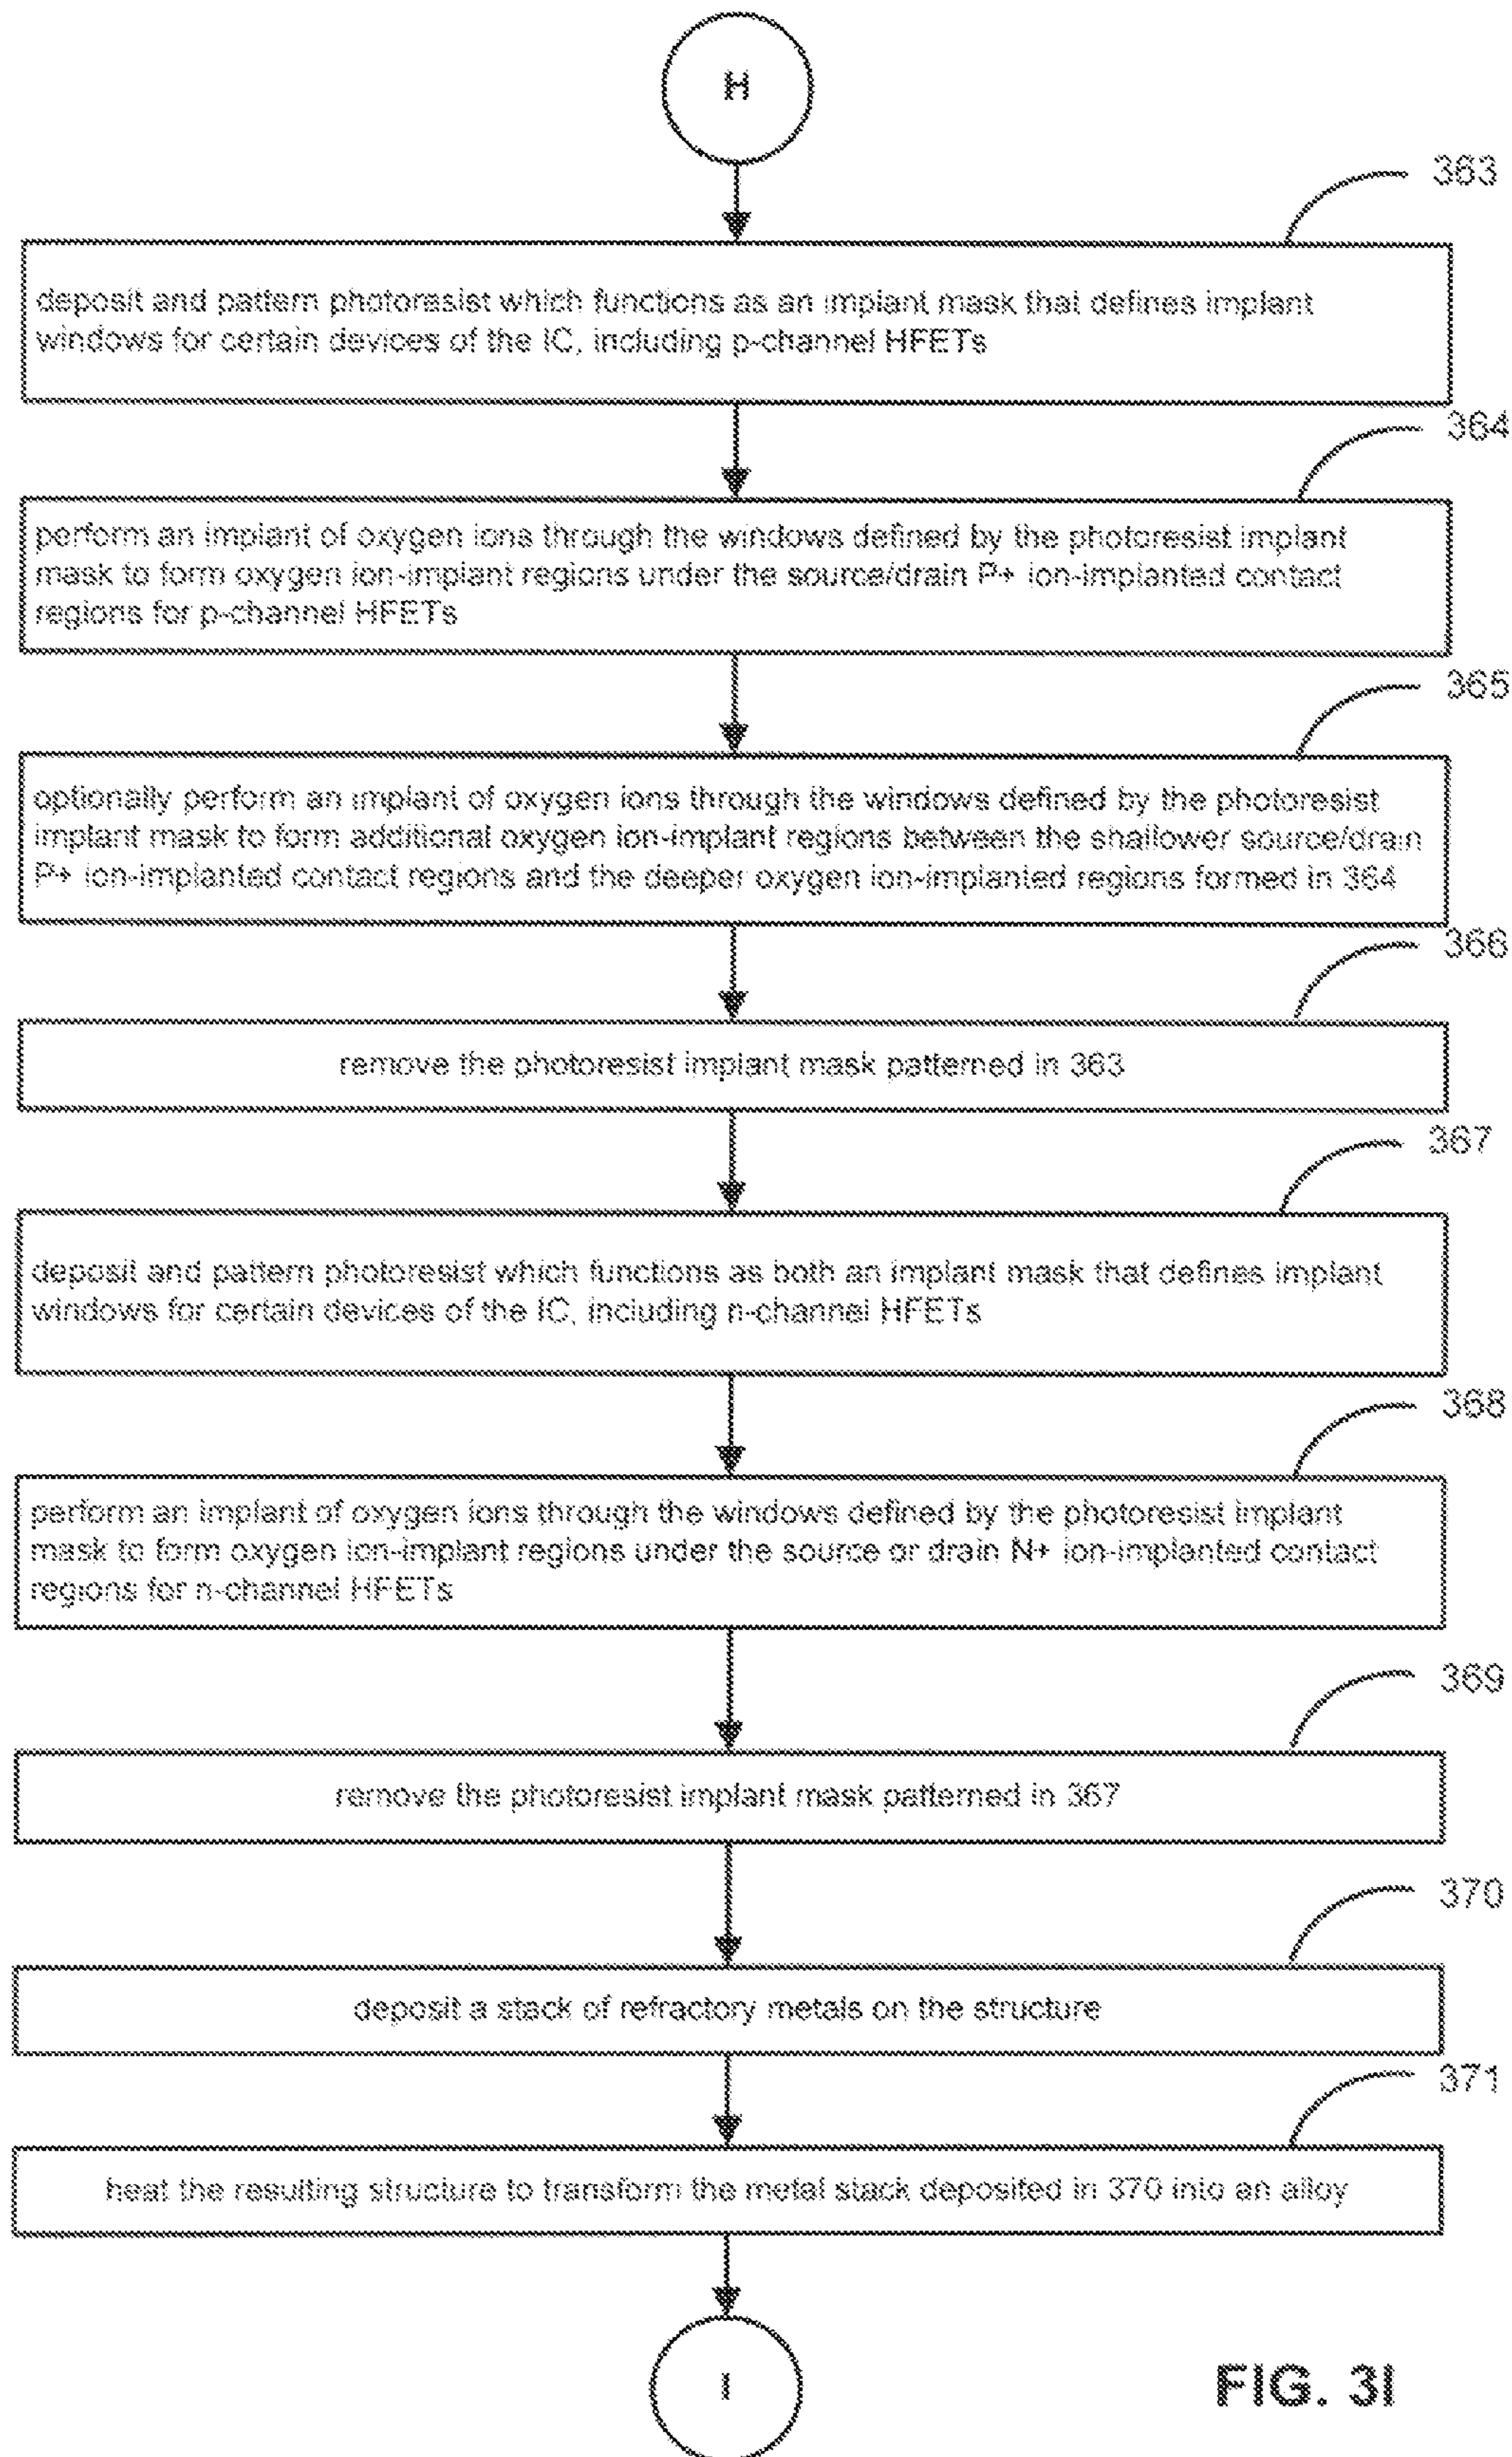 H
363
deposit and pattern photoresist which functions as an implant mask that defines implant
windows for certain devices of the IC, including p-channel HFETs
364
perform an implant of oxygen ions through the windows defined by the photoresist implant
mask to form oxygen ion-implant regions under the source/drain P+ ion-implanted contact
regions for p-channel HFETs
365
optionally perform an implant of oxygen ions through the windows defined by the photoresist
implant mask to form additional oxygen ion-implant regions between the shallower source/drain
P+ ion-implanted contact regions and the deeper oxygen ion-implanted regions formed in 364
366
remove the photoresist implant mask patterned in 363
367
deposit and pattern photoresist which functions as both an implant mask that defines implant
windows for certain devices of the IC, including n-channel HFETs
368
perform an implant of oxygen ions through the windows defined by the photoresist implant
mask to form oxygen ion-implant regions under the source or drain N+ ion-implanted contact
regions for n-channel HFETs
369
remove the photoresist implant mask patterned in 367
370
deposit a stack of refractory metals on the structure
371
heat the resulting structure to transform the metal stack deposited in 370 into an alloy
I
FIG. 3I